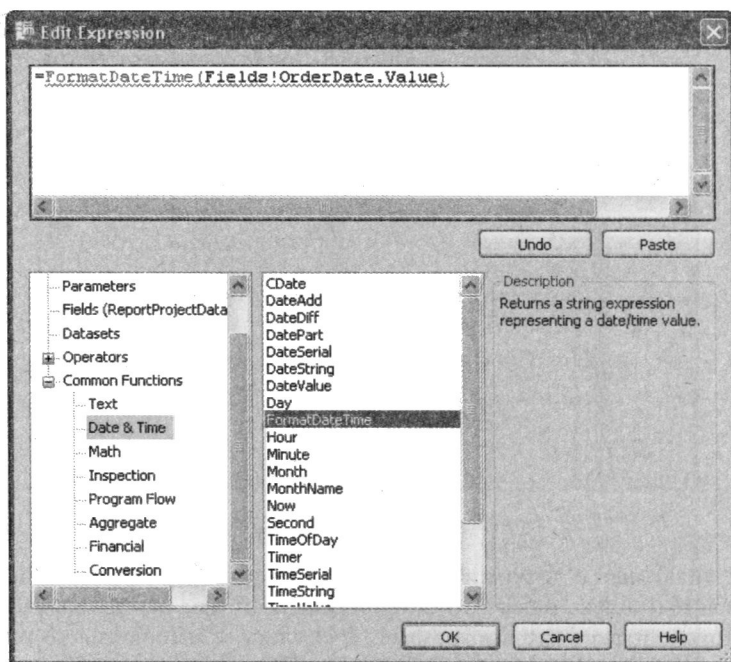 Edit Expression
=FormatDateTime(Fields!OrderDate.Value)
Undo
Paste
Parameters
Fields (ReportProjectData
Datasets
Operators
Common Functions
Text
Date & Time
Math
Inspection
Program Flow
Aggregate
Financial
Conversion
CDate
DateAdd
DateDiff
DatePart
DateSerial
DateString
DateValue
Day
FormatDateTime
Hour
Minute
Month
MonthName
Now
Second
TimeOfDay
Timer
TimeSerial
TimeString
TimeValue
Description
Returns a string expression
representing a date/time value.
OK
Cancel
Help